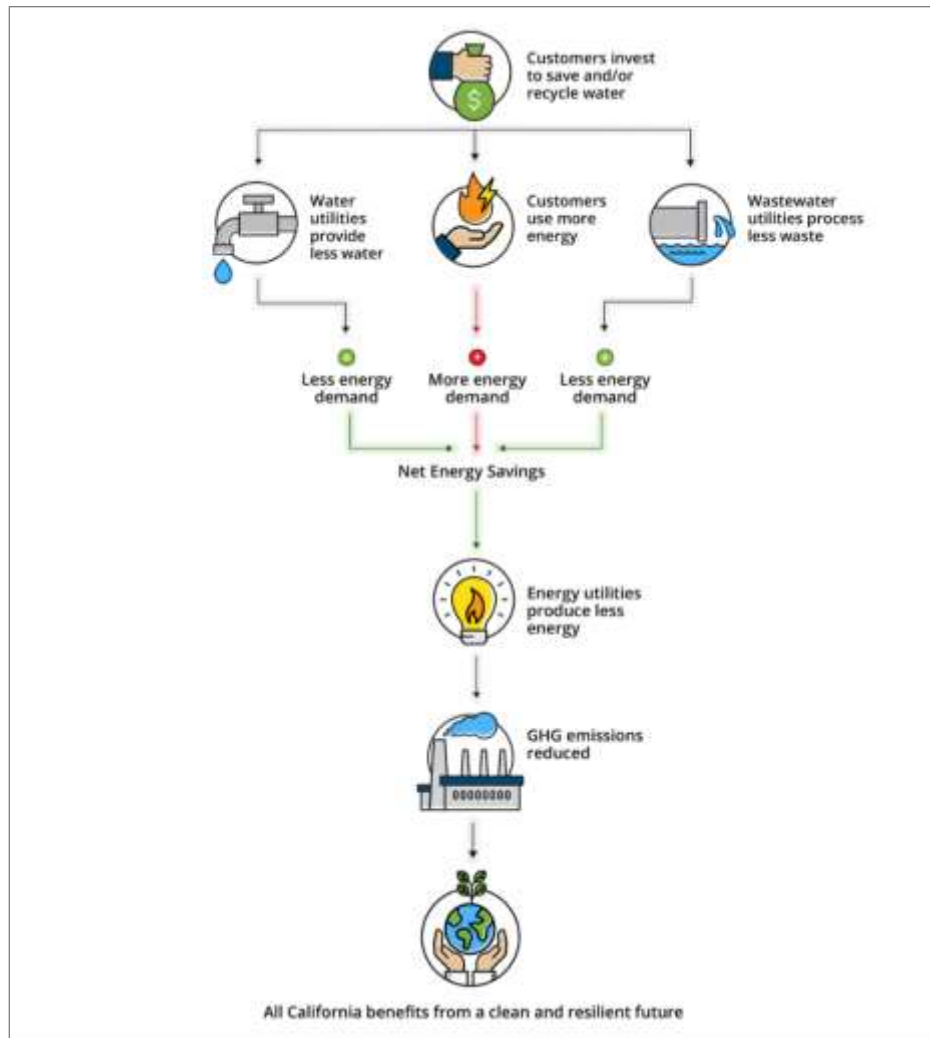 Customers invest
to save and/or
recycle water
$
Water
utilities
provide
less water
Customers
use more
energy
Wastewater
utilities process
less waste
Less energy
demand
+
More energy
demand
Less energy
demand
Net Energy Savings
Energy utilities
produce less
energy
GHG emissions
reduced
All California benefits from a clean and resilient future